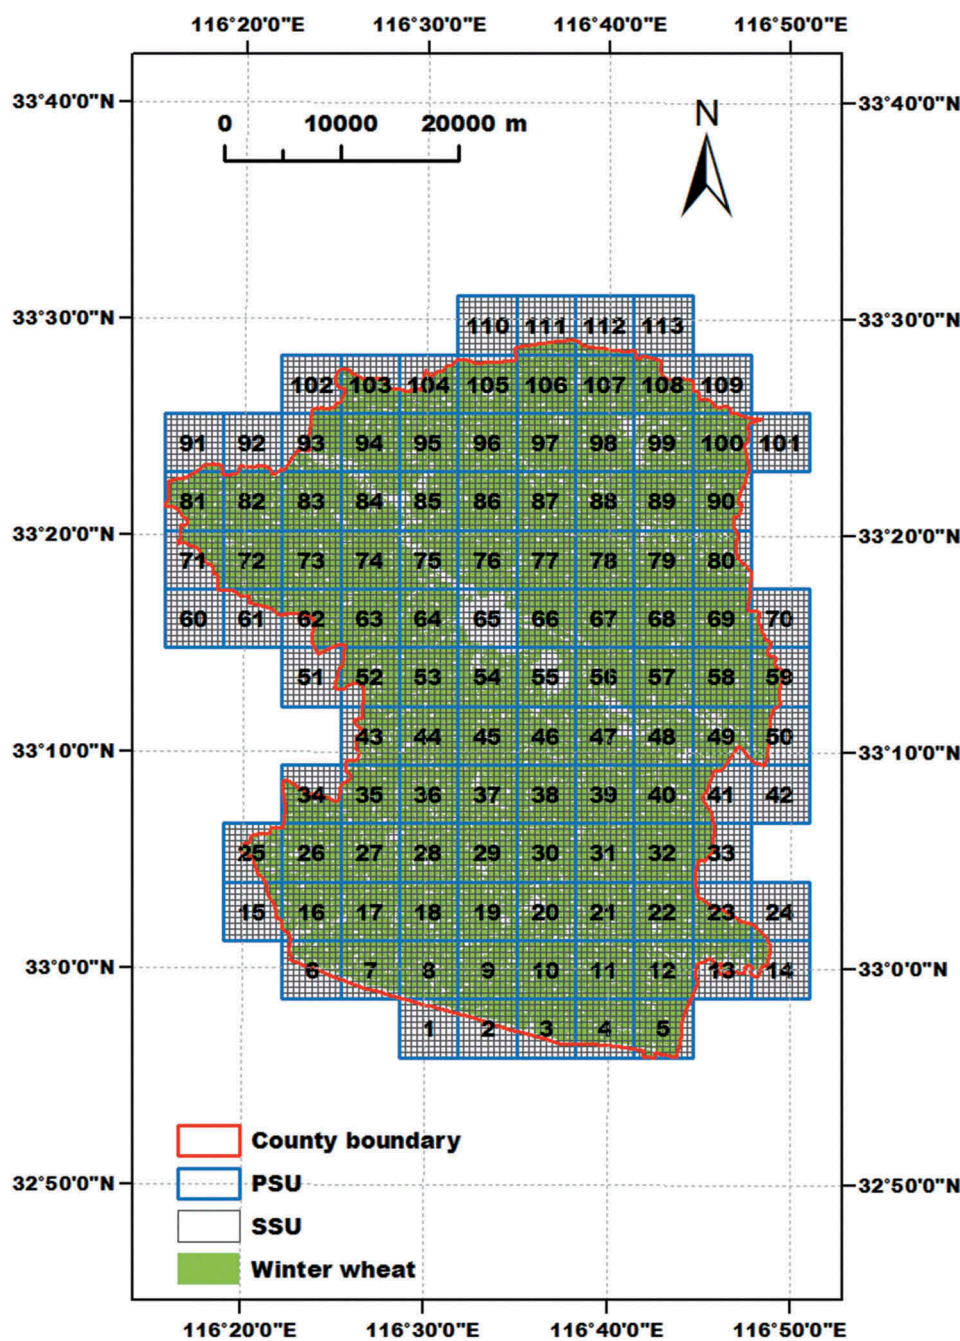 116°20'0"E 116°30'0"E 116°40'0"E 116°50'0"E
33°40'0"N 33°40'0"N
0 10000 20000 m
N
33°30'0"N 33°30'0"N
110 111 112 113
102 103 104 105 106 107 108 109
91 92 93 94 95 96 97 98 99 100 101
81 82 83 84 85 86 87 88 89 90
33°20'0"N 33°20'0"N
71 72 73 74 75 76 77 78 79 80
60 61 62 63 64 65 66 67 68 69 70
51 52 53 54 55 56 57 58 59
43 44 45 46 47 48 49 50
33°10'0"N 33°10'0"N
34 35 36 37 38 39 40 41 42
25 26 27 28 29 30 31 32 33
15 16 17 18 19 20 21 22 23 24
33°0'0"N 33°0'0"N
6 7 8 9 10 11 12 13 14
1 2 3 4 5
County boundary
PSU
32°50'0"N 32°50'0"N
SSU
Winter wheat
116°20'0"E 116°30'0"E 116°40'0"E 116°50'0"E